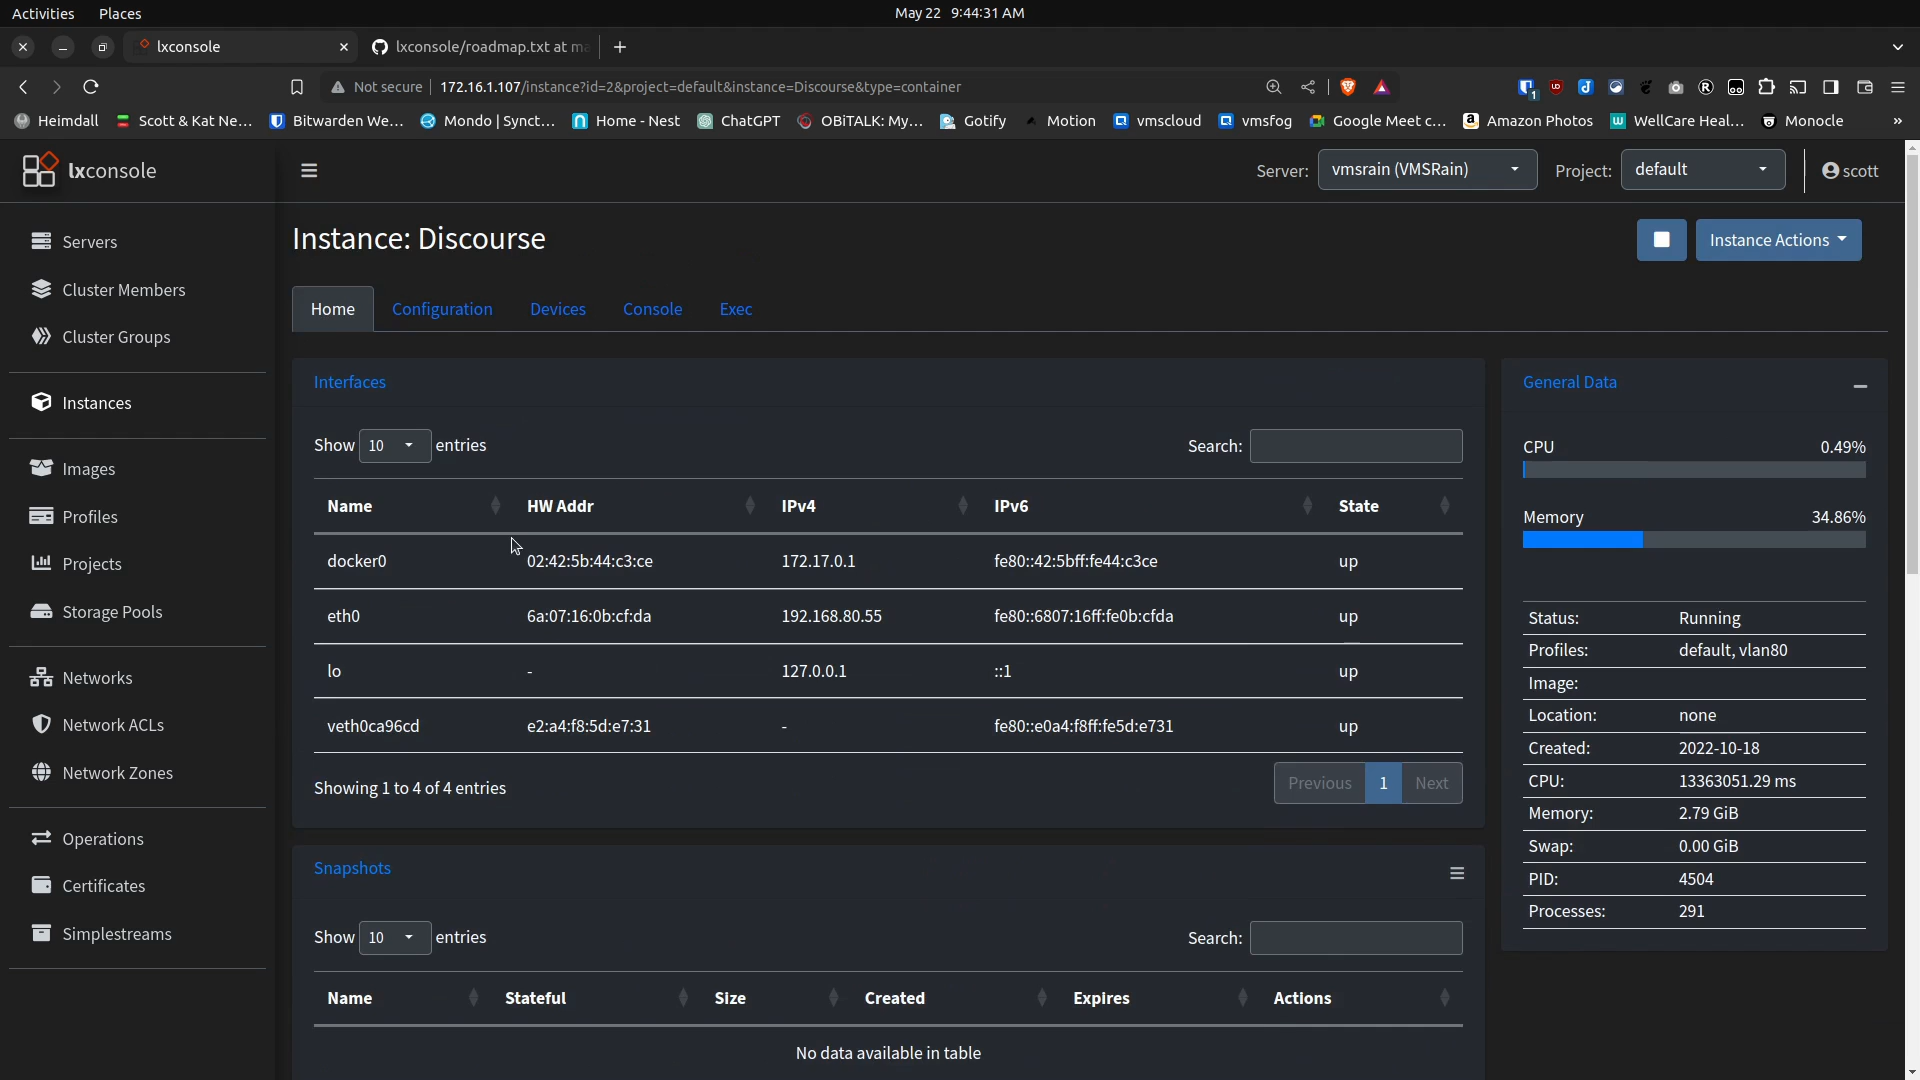 Activities Places May 22 9:44:31 AM
lxconsole lxconsole/roadmap.txt at ma
Not secure 172.16.1.107/instance?id=2&project=default&instance=Discourse&type=container
Heimdall Scott & Kat Ne... Bitwarden We... Mondo | Synct... Home - Nest ChatGPT OBiTALK: My... Gotify Motion vmscloud vmsfog Google Meet c... Amazon Photos WellCare Heal... Monocle »
lxconsole Server: vmsrain (VMSRain) Project: default scott
Servers
Cluster Members
Cluster Groups
Instances
Images
Profiles
Projects
Storage Pools
Networks
Network ACLs
Network Zones
Operations
Certificates
Simplestreams
Instance: Discourse Instance Actions
Home Configuration Devices Console Exec
Interfaces
Show 10 entries Search:
Name HW Addr IPv4 IPv6 State
docker0 02:42:5b:44:c3:ce 172.17.0.1 fe80::42:5bff:fe44:c3ce up
eth0 6a:07:16:0b:cf:da 192.168.80.55 fe80::6807:16ff:fe0b:cfda up
lo - 127.0.0.1 ::1 up
veth0ca96cd e2:a4:f8:5d:e7:31 - fe80::e0a4:f8ff:fe5d:e731 up
Showing 1 to 4 of 4 entries Previous 1 Next
Snapshots
Show 10 entries Search:
Name Stateful Size Created Expires Actions
No data available in table
General Data
CPU 0.49%
Memory 34.86%
Status: Running
Profiles: default, vlan80
Image:
Location: none
Created: 2022-10-18
CPU: 13363051.29 ms
Memory: 2.79 GiB
Swap: 0.00 GiB
PID: 4504
Processes: 291